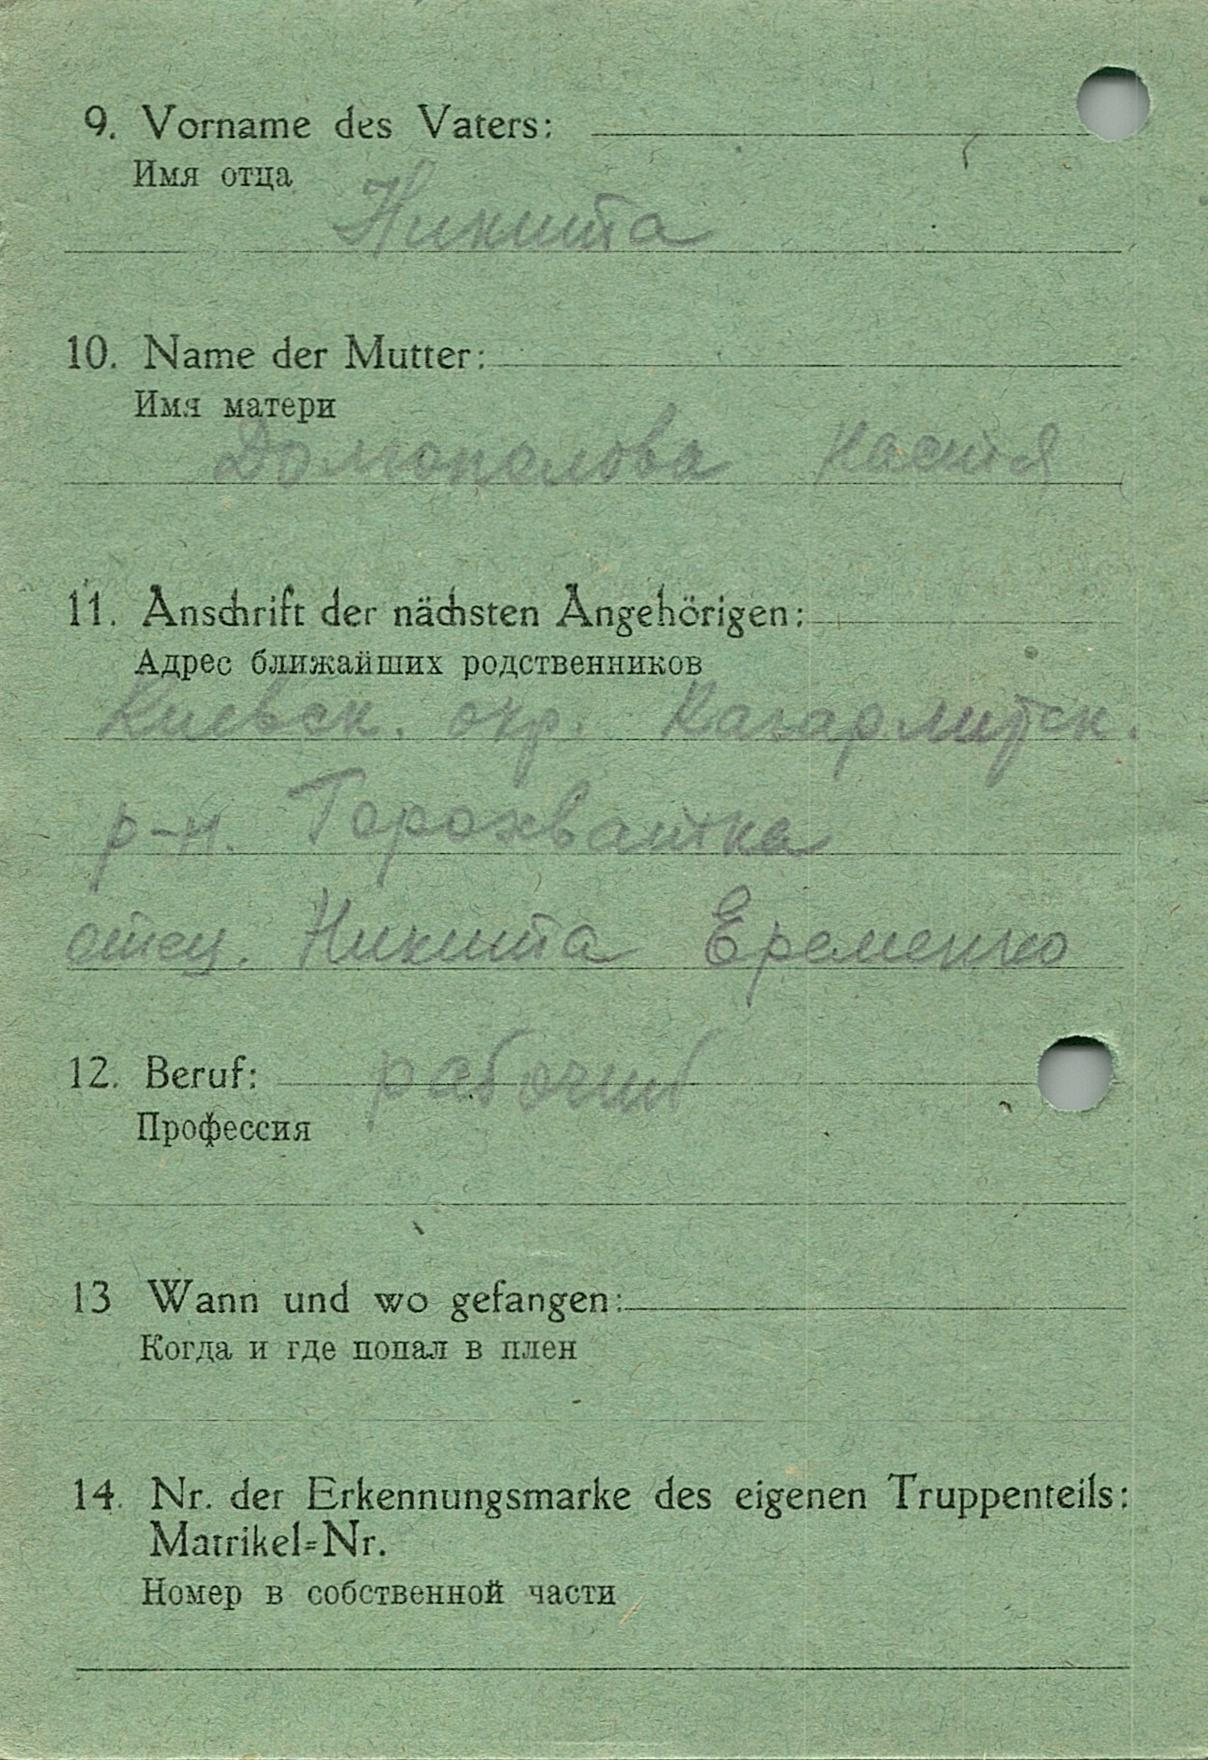 9. Vorname des Vaters:
Имя отца
Никита
10. Name der Mutter:
Имя матери
Настя
11. Anschrift der nächsten Angehörigen:
Адрес ближайших родственников
Киевск. окр. Кагарлитск.
р-н. Горохватка
отец. Никита Еременко
12. Beruf: рабочий
Профессия
13 Wann und wo gefangen:
Когда и где попал в плен
14. Nr. der Erkennungsmarke des eigenen Truppenteils:
Matrikel=Nr.
Номер в собственной части